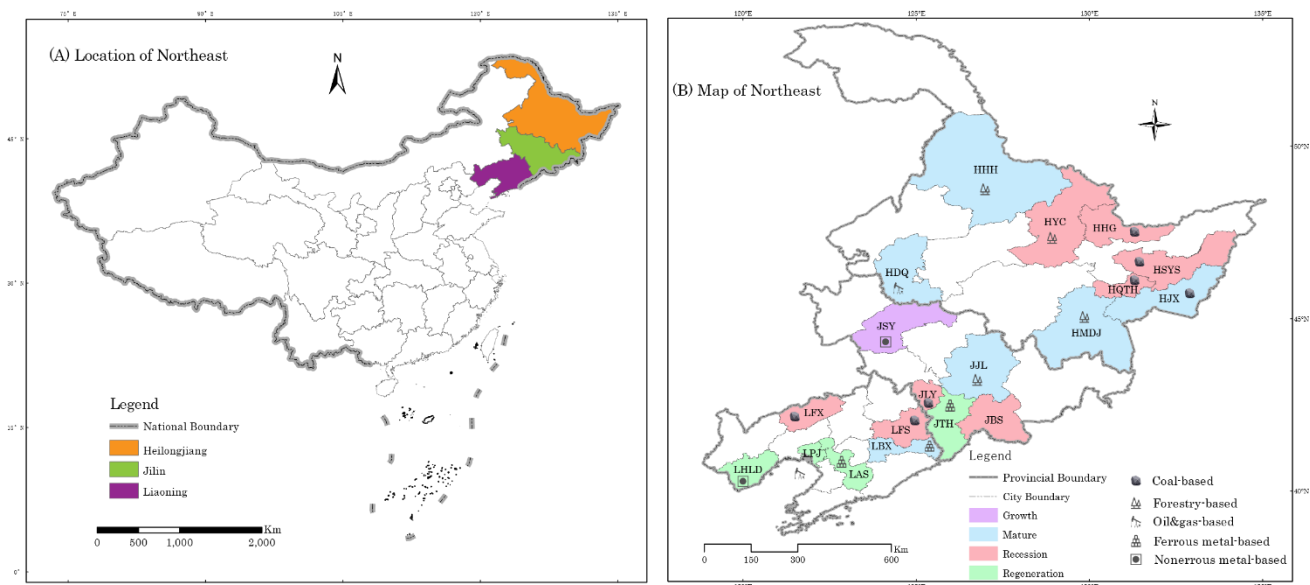 (A) Location of Northeast
N
Legend
National Boundary
Heilongjiang
Jilin
Liaoning
Km
0 500 1,000 2,000
0°
120°E 125°E 130°E 135°E
(B) Map of Northeast
N
50°N
HHH
HYC
HHG
HDQ
HSYS
HQTH
HJX
45°N
JSY
HMDJ
JJL
JLY
LFX
JTH
JBS
LFS
LBX
LPJ
LHLD
LAS
40°N
Legend
Provincial Boundary
City Boundary
Growth
Mature
Recession
Regeneration
Coal-based
Forestry-based
Oil&gas-based
Ferrous metal-based
Nonerrous metal-based
Km
0 150 300 600